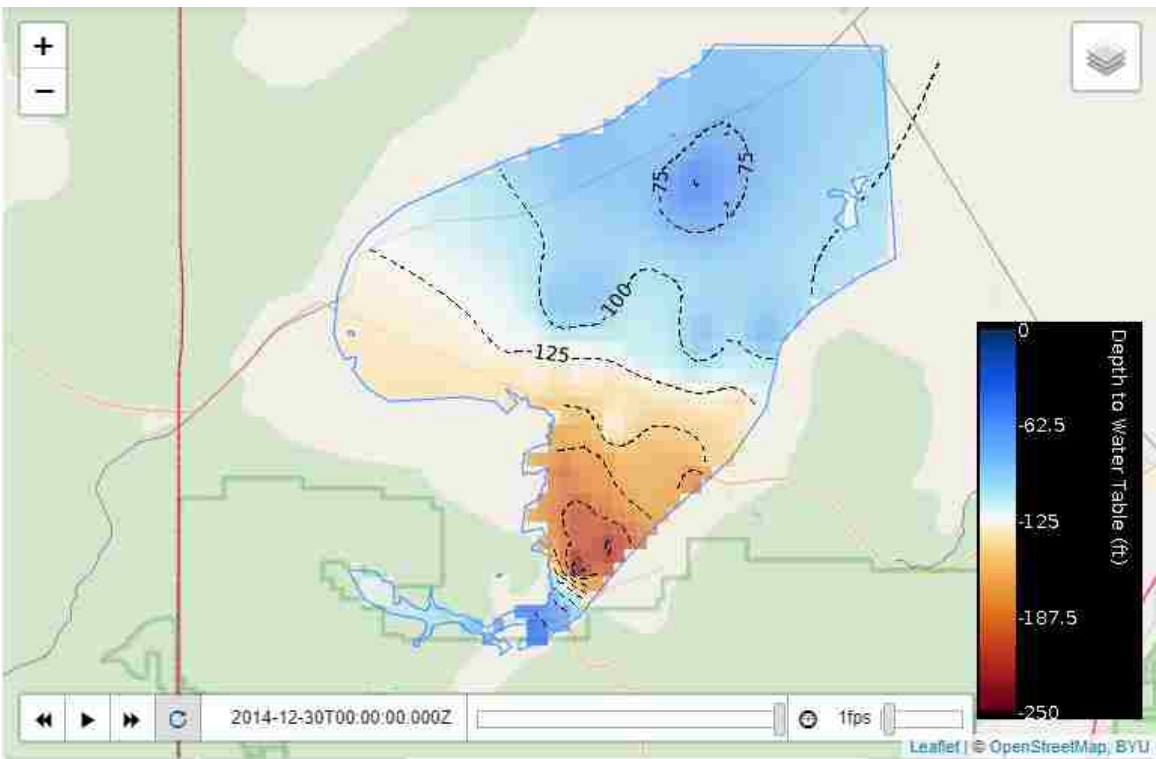 +
−
75
75
100
125
0
-62.5
-125
-187.5
-250
Depth to Water Table (ft)
2014-12-30T00:00:00.000Z
1fps
Leaflet | © OpenStreetMap, BYU